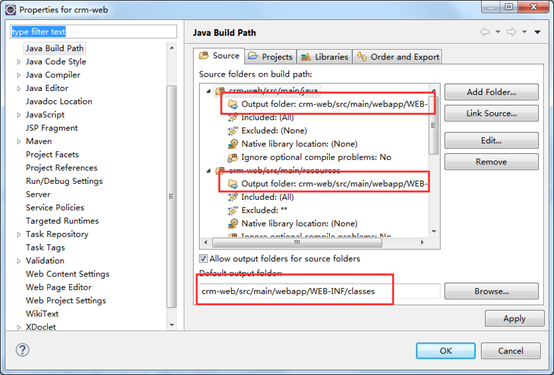 Properties for crm-web
type filter text
Java Build Path
Java Code Style
Java Compiler
Java Editor
Javadoc Location
JavaScript
JSP Fragment
Maven
Project Facets
Project References
Run/Debug Settings
Server
Service Policies
Targeted Runtimes
Task Repository
Task Tags
Validation
Web Content Settings
Web Page Editor
Web Project Settings
WikiText
XDoclet
Java Build Path
Source
Projects
Libraries
Order and Export
Source folders on build path:
crm-web/src/main/java
Output folder: crm-web/src/main/webapp/WEB-
Included: (All)
Excluded: (None)
Native library location: (None)
Ignore optional compile problems: No
crm-web/src/main/resources
Output folder: crm-web/src/main/webapp/WEB-
Included: (All)
Excluded: **
Native library location: (None)
Ignore optional compile problems: No
Add Folder...
Link Source...
Edit...
Remove
Allow output folders for source folders
Default output folder:
crm-web/src/main/webapp/WEB-INF/classes
Browse...
Apply
OK
Cancel